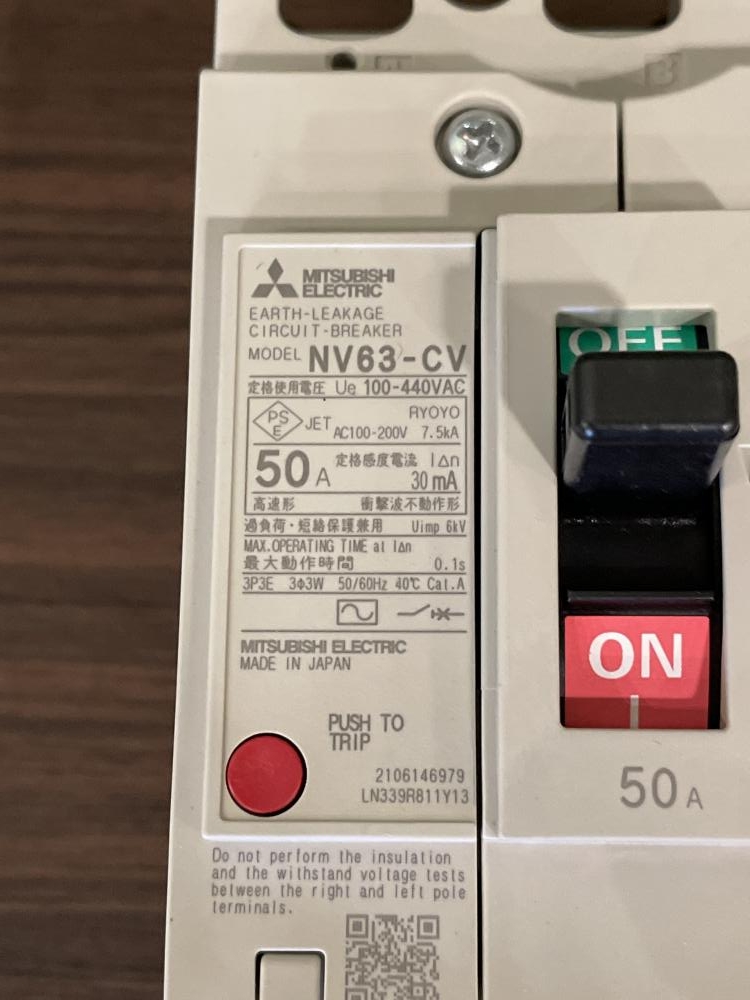 MITSUBISHI
ELECTRIC
EARTH-LEAKAGE
CIRCUIT-BREAKER
MODEL NV63-CV
定格使用電圧 Ue 100-440VAC
PS
E
JET
RYOYO
AC100-200V 7.5kA
50A 定格感度電流 IΔn
30mA
高速形 衝撃波不動作形
過負荷・短絡保護兼用 Uimp 6kV
MAX.OPERATING TIME at IΔn
最大動作時間 0.1s
3P3E 3Φ3W 50/60Hz 40℃ Cat.A
MITSUBISHI ELECTRIC
MADE IN JAPAN
PUSH TO
TRIP
2106146979
LN339R811Y13
Do not perform the insulation
and the withstand voltage tests
between the right and left pole
terminals.
OFF
ON
50A